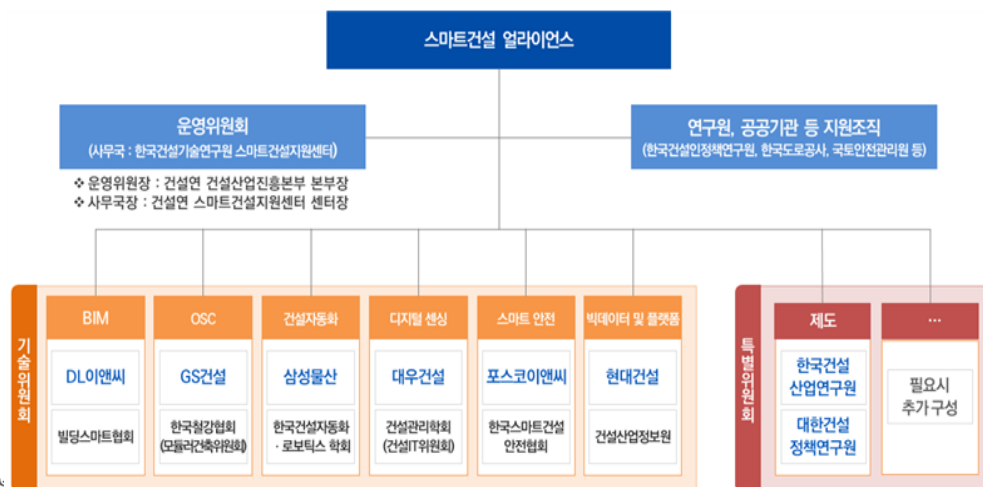 스마트건설 얼라이언스
운영위원회
(사무국 : 한국건설기술연구원 스마트건설지원센터)
연구원, 공공기관 등 지원조직
(한국건설인정책연구원, 한국도로공사, 국토안전관리원 등)
❖ 운영위원장 : 건설연 건설산업진흥본부 본부장
❖ 사무국장 : 건설연 스마트건설지원센터 센터장
기술위원회
BIM
DL이앤씨
빌딩스마트협회
OSC
GS건설
한국철강협회
(모듈러건축위원회)
건설자동화
삼성물산
한국건설자동화
· 로보틱스 학회
디지털 센싱
대우건설
건설관리학회
(건설IT위원회)
스마트 안전
포스코이앤씨
한국스마트건설
안전협회
빅데이터 및 플랫폼
현대건설
건설산업정보원
특별위원회
제도
한국건설
산업연구원
대한건설
정책연구원
…
필요시
추가 구성